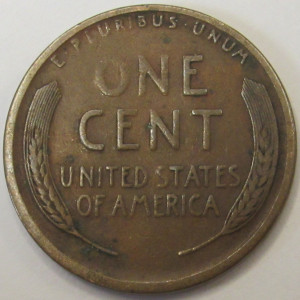 E·PLURIBUS·UNUM
ONE
CENT
UNITED STATES
OF AMERICA